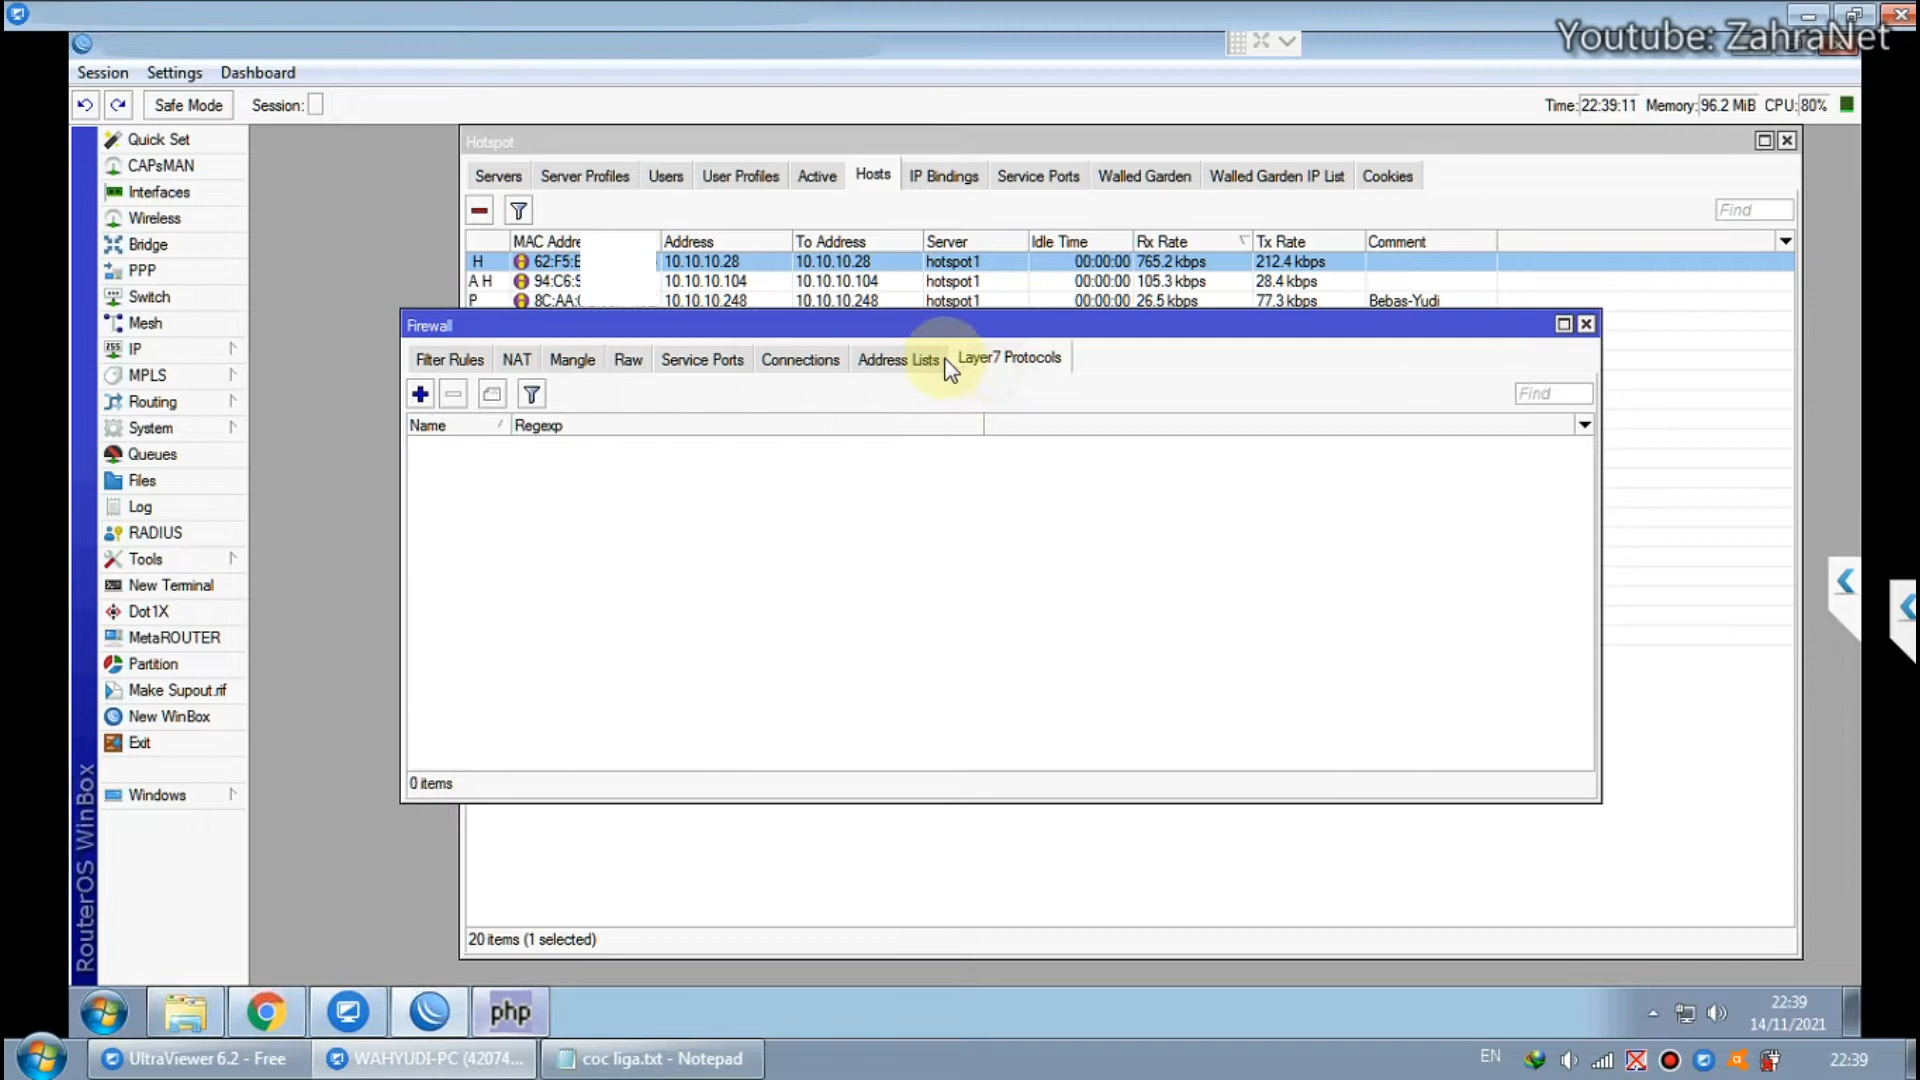 Youtube: ZahraNet
Session Settings Dashboard
Safe Mode Session: Time: 22:39:11 Memory: 96.2 MiB CPU: 80%
Quick Set
CAPsMAN
Interfaces
Wireless
Bridge
PPP
Switch
Mesh
IP
MPLS
Routing
System
Queues
Files
Log
RADIUS
Tools
New Terminal
Dot1X
MetaROUTER
Partition
Make Supout.rif
New WinBox
Exit
Windows
RouterOS WinBox
Hotspot
Servers Server Profiles Users User Profiles Active Hosts IP Bindings Service Ports Walled Garden Walled Garden IP List Cookies
Find
MAC Addre Address To Address Server Idle Time Rx Rate Tx Rate Comment
H 62:F5:E 10.10.10.28 10.10.10.28 hotspot1 00:00:00 765.2 kbps 212.4 kbps
A H 94:C6:9 10.10.10.104 10.10.10.104 hotspot1 00:00:00 105.3 kbps 28.4 kbps
P 8C:AA: 10.10.10.248 10.10.10.248 hotspot1 00:00:00 26.5 kbps 77.3 kbps Bebas-Yudi
Firewall
Filter Rules NAT Mangle Raw Service Ports Connections Address Lists Layer7 Protocols
Find
Name Regexp
0 items
20 items (1 selected)
php
22:39
14/11/2021
UltraViewer 6.2 - Free WAHYUDI-PC (42074... coc liga.txt - Notepad EN 22:39